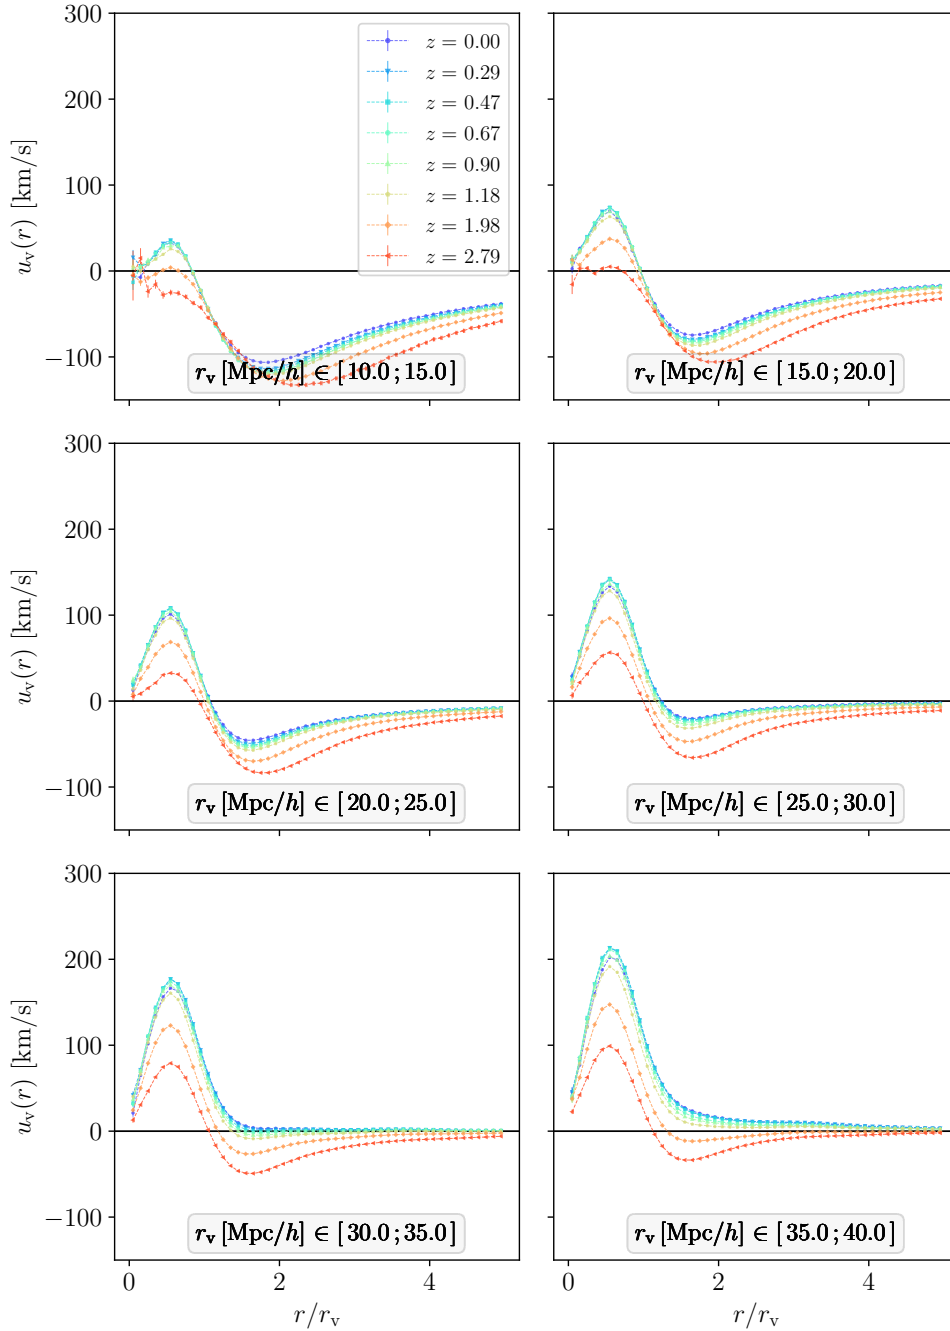 300
200
100
0
−100
u_v(r) [km/s]
z = 0.00
z = 0.29
z = 0.47
z = 0.67
z = 0.90
z = 1.18
z = 1.98
z = 2.79
r_v [Mpc/h] ∈ [10.0; 15.0]
r_v [Mpc/h] ∈ [15.0; 20.0]
300
200
100
0
−100
u_v(r) [km/s]
r_v [Mpc/h] ∈ [20.0; 25.0]
r_v [Mpc/h] ∈ [25.0; 30.0]
300
200
100
0
−100
u_v(r) [km/s]
r_v [Mpc/h] ∈ [30.0; 35.0]
r_v [Mpc/h] ∈ [35.0; 40.0]
0 2 4
0 2 4
r/r_v
r/r_v